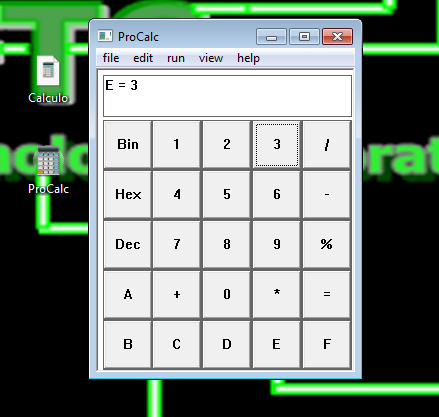 ProCalc
file edit run view help
E = 3
Bin 1 2 3 /
Hex 4 5 6 -
Dec 7 8 9 %
A + 0 * =
B C D E F
Calculo
ProCalc